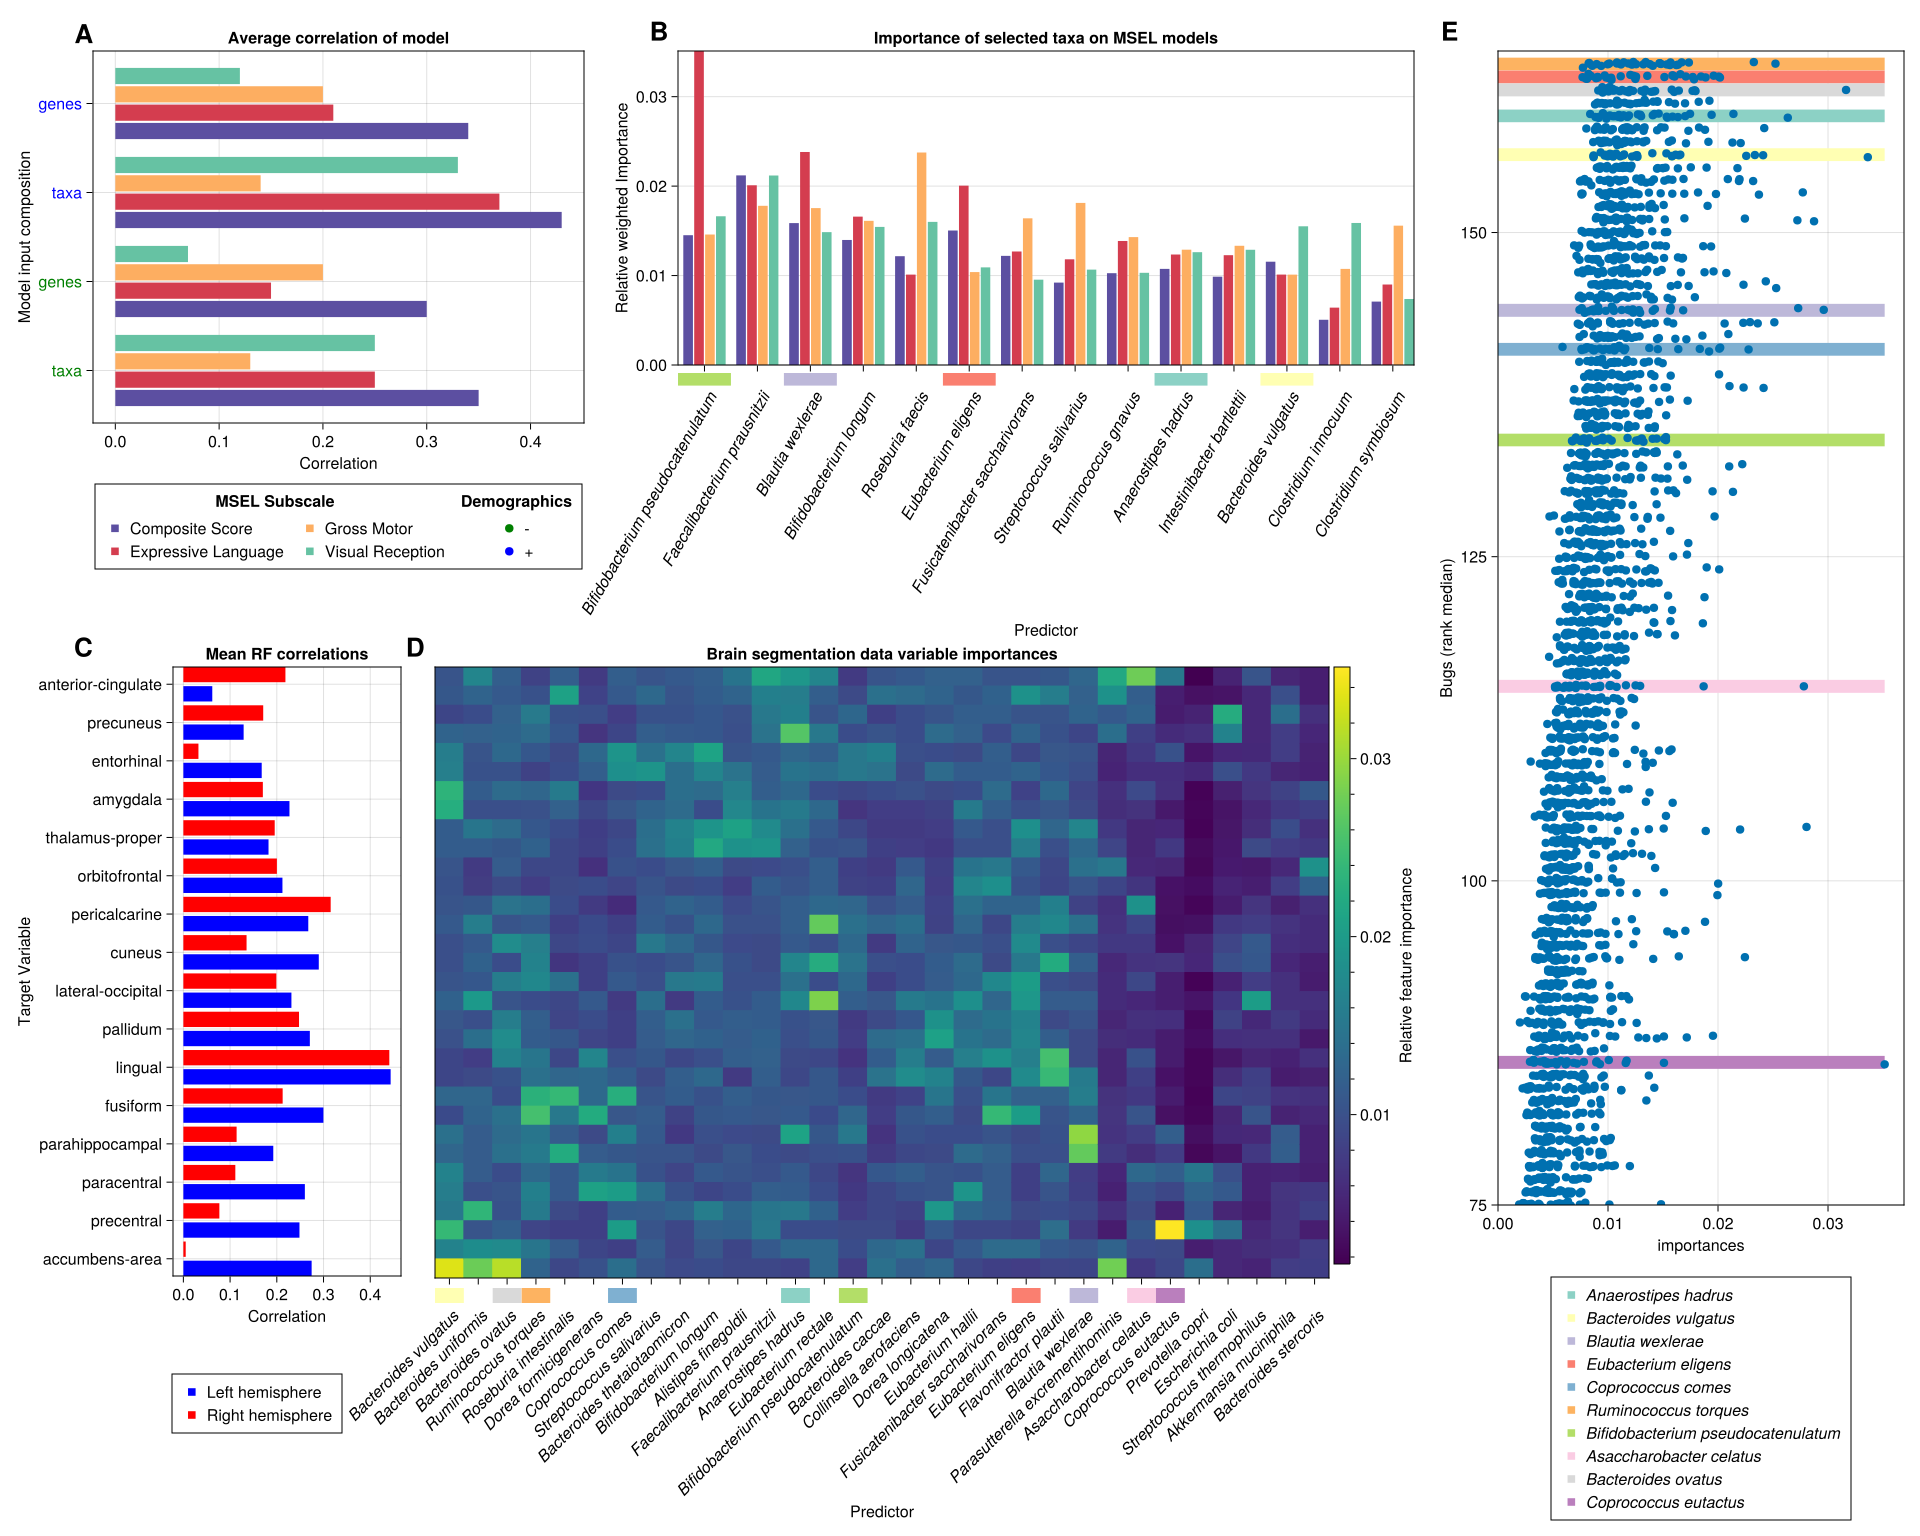 A
Average correlation of model
Model input composition
genes
taxa
genes
taxa
0.0
0.1
0.2
0.3
0.4
Correlation
MSEL Subscale
Demographics
Composite Score
Gross Motor
-
Expressive Language
Visual Reception
+
B
Importance of selected taxa on MSEL models
Relative weighted Importance
0.03
0.02
0.01
0.00
Bifidobacterium pseudocatenulatum
Faecalibacterium prausnitzii
Blautia wexlerae
Bifidobacterium longum
Roseburia faecis
Eubacterium eligens
Fusicatenibacter saccharivorans
Streptococcus salivarius
Ruminococcus gnavus
Anaerostipes hadrus
Intestinibacter bartlettii
Bacteroides vulgatus
Clostridium innocuum
Clostridium symbiosum
Predictor
C
Mean RF correlations
Target Variable
anterior-cingulate
precuneus
entorhinal
amygdala
thalamus-proper
orbitofrontal
pericalcarine
cuneus
lateral-occipital
pallidum
lingual
fusiform
parahippocampal
paracentral
precentral
accumbens-area
0.0
0.1
0.2
0.3
0.4
Correlation
Left hemisphere
Right hemisphere
D
Brain segmentation data variable importances
Bacteroides vulgatus
Bacteroides uniformis
Bacteroides ovatus
Ruminococcus torques
Roseburia intestinalis
Dorea formicigenerans
Coprococcus comes
Streptococcus salivarius
Bacteroides thetaiotaomicron
Bifidobacterium longum
Alistipes finegoldii
Faecalibacterium prausnitzii
Anaerostipes hadrus
Eubacterium rectale
Bifidobacterium pseudocatenulatum
Bacteroides caccae
Collinsella aerofaciens
Dorea longicatena
Eubacterium hallii
Fusicatenibacter saccharivorans
Eubacterium eligens
Flavonifractor plautii
Blautia wexlerae
Parasutterella excrementihominis
Asaccharobacter celatus
Coprococcus eutactus
Prevotella copri
Escherichia coli
Streptococcus thermophilus
Akkermansia muciniphila
Bacteroides stercoris
Predictor
0.03
0.02
0.01
Relative feature importance
E
Bugs (rank median)
150
125
100
75
0.00
0.01
0.02
0.03
importances
Anaerostipes hadrus
Bacteroides vulgatus
Blautia wexlerae
Eubacterium eligens
Coprococcus comes
Ruminococcus torques
Bifidobacterium pseudocatenulatum
Asaccharobacter celatus
Bacteroides ovatus
Coprococcus eutactus